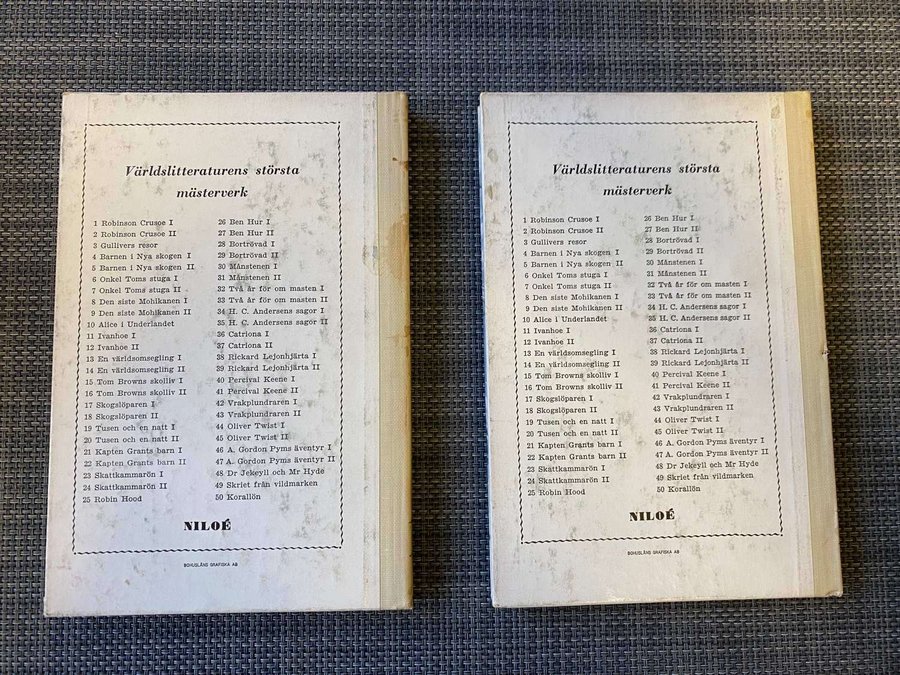 Världslitteraturens största
mästerverk
1 Robinson Crusoe I
2 Robinson Crusoe II
3 Gullivers resor
4 Barnen i Nya skogen I
5 Barnen i Nya skogen II
6 Onkel Toms stuga I
7 Onkel Toms stuga II
8 Den siste Mohikanen I
9 Den siste Mohikanen II
10 Alice i Underlandet
11 Ivanhoe I
12 Ivanhoe II
13 En världsomsegling I
14 En världsomsegling II
15 Tom Browns skolliv I
16 Tom Browns skolliv II
17 Skogslöparen I
18 Skogslöparen II
19 Tusen och en natt I
20 Tusen och en natt II
21 Kapten Grants barn I
22 Kapten Grants barn II
23 Skattkammarön I
24 Skattkammarön II
25 Robin Hood
26 Ben Hur I
27 Ben Hur II
28 Bortrövad I
29 Bortrövad II
30 Månstenen I
31 Månstenen II
32 Två år för om masten I
33 Två år för om masten II
34 H. C. Andersens sagor I
35 H. C. Andersens sagor II
36 Catriona I
37 Catriona II
38 Rickard Lejonhjärta I
39 Rickard Lejonhjärta II
40 Percival Keene I
41 Percival Keene II
42 Vrakplundraren I
43 Vrakplundraren II
44 Oliver Twist I
45 Oliver Twist II
46 A. Gordon Pyms äventyr I
47 A. Gordon Pyms äventyr II
48 Dr Jekeyll och Mr Hyde
49 Skriet från vildmarken
50 Korallön
NILOÉ
BOHUSLÄNS GRAFISKA AB
Världslitteraturens största
mästerverk
1 Robinson Crusoe I
2 Robinson Crusoe II
3 Gullivers resor
4 Barnen i Nya skogen I
5 Barnen i Nya skogen II
6 Onkel Toms stuga I
7 Onkel Toms stuga II
8 Den siste Mohikanen I
9 Den siste Mohikanen II
10 Alice i Underlandet
11 Ivanhoe I
12 Ivanhoe II
13 En världsomsegling I
14 En världsomsegling II
15 Tom Browns skolliv I
16 Tom Browns skolliv II
17 Skogslöparen I
18 Skogslöparen II
19 Tusen och en natt I
20 Tusen och en natt II
21 Kapten Grants barn I
22 Kapten Grants barn II
23 Skattkammarön I
24 Skattkammarön II
25 Robin Hood
26 Ben Hur I
27 Ben Hur II
28 Bortrövad I
29 Bortrövad II
30 Månstenen I
31 Månstenen II
32 Två år för om masten I
33 Två år för om masten II
34 H. C. Andersens sagor I
35 H. C. Andersens sagor II
36 Catriona I
37 Catriona II
38 Rickard Lejonhjärta I
39 Rickard Lejonhjärta II
40 Percival Keene I
41 Percival Keene II
42 Vrakplundraren I
43 Vrakplundraren II
44 Oliver Twist I
45 Oliver Twist II
46 A. Gordon Pyms äventyr I
47 A. Gordon Pyms äventyr II
48 Dr Jekeyll och Mr Hyde
49 Skriet från vildmarken
50 Korallön
NILOÉ
BOHUSLÄNS GRAFISKA AB